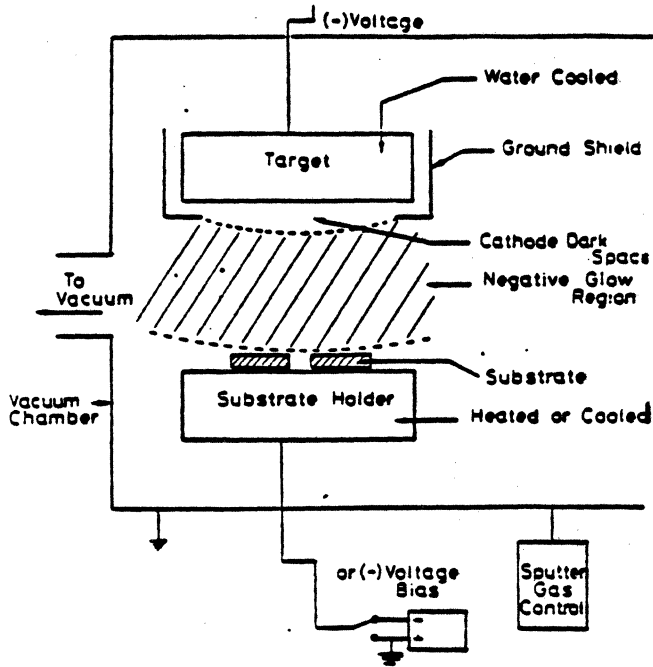 (-)Voltage
Water Cooled
Target
Ground Shield
Cathode Dark
Space
To
Vacuum
Negative Glow
Region
Substrate
Vacuum
Chamber
Substrate Holder
Heated or Cooled
or (-) Voltage
Bias
Sputter
Gas
Control